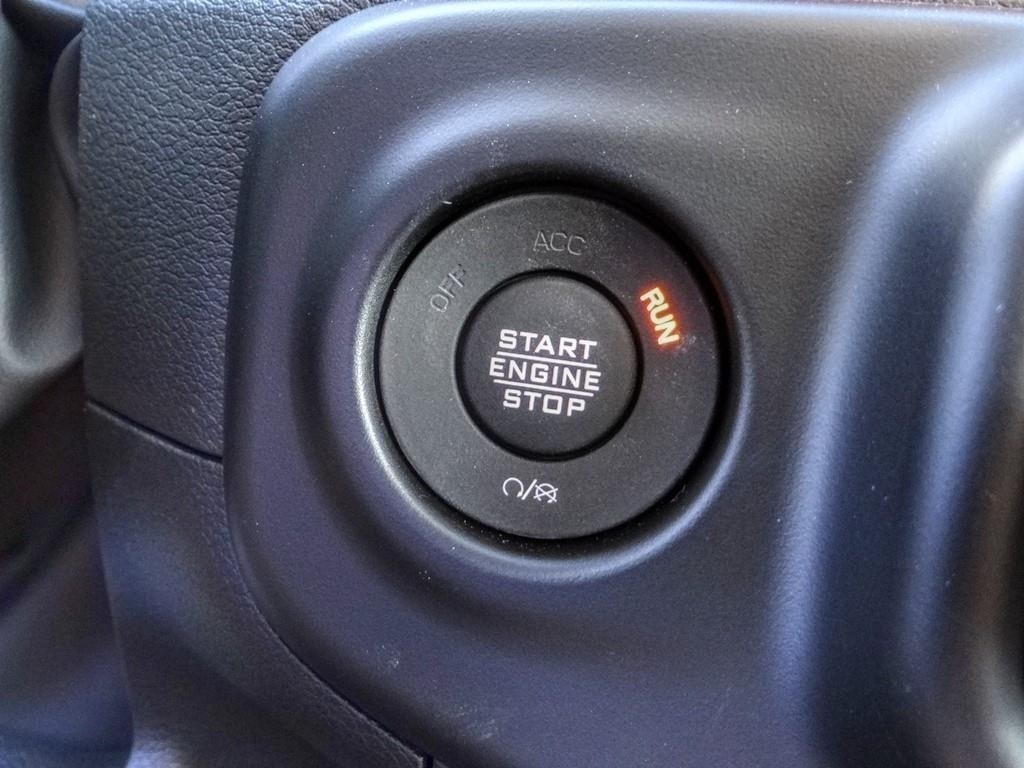 ACC
OFF
RUN
START
ENGINE
STOP